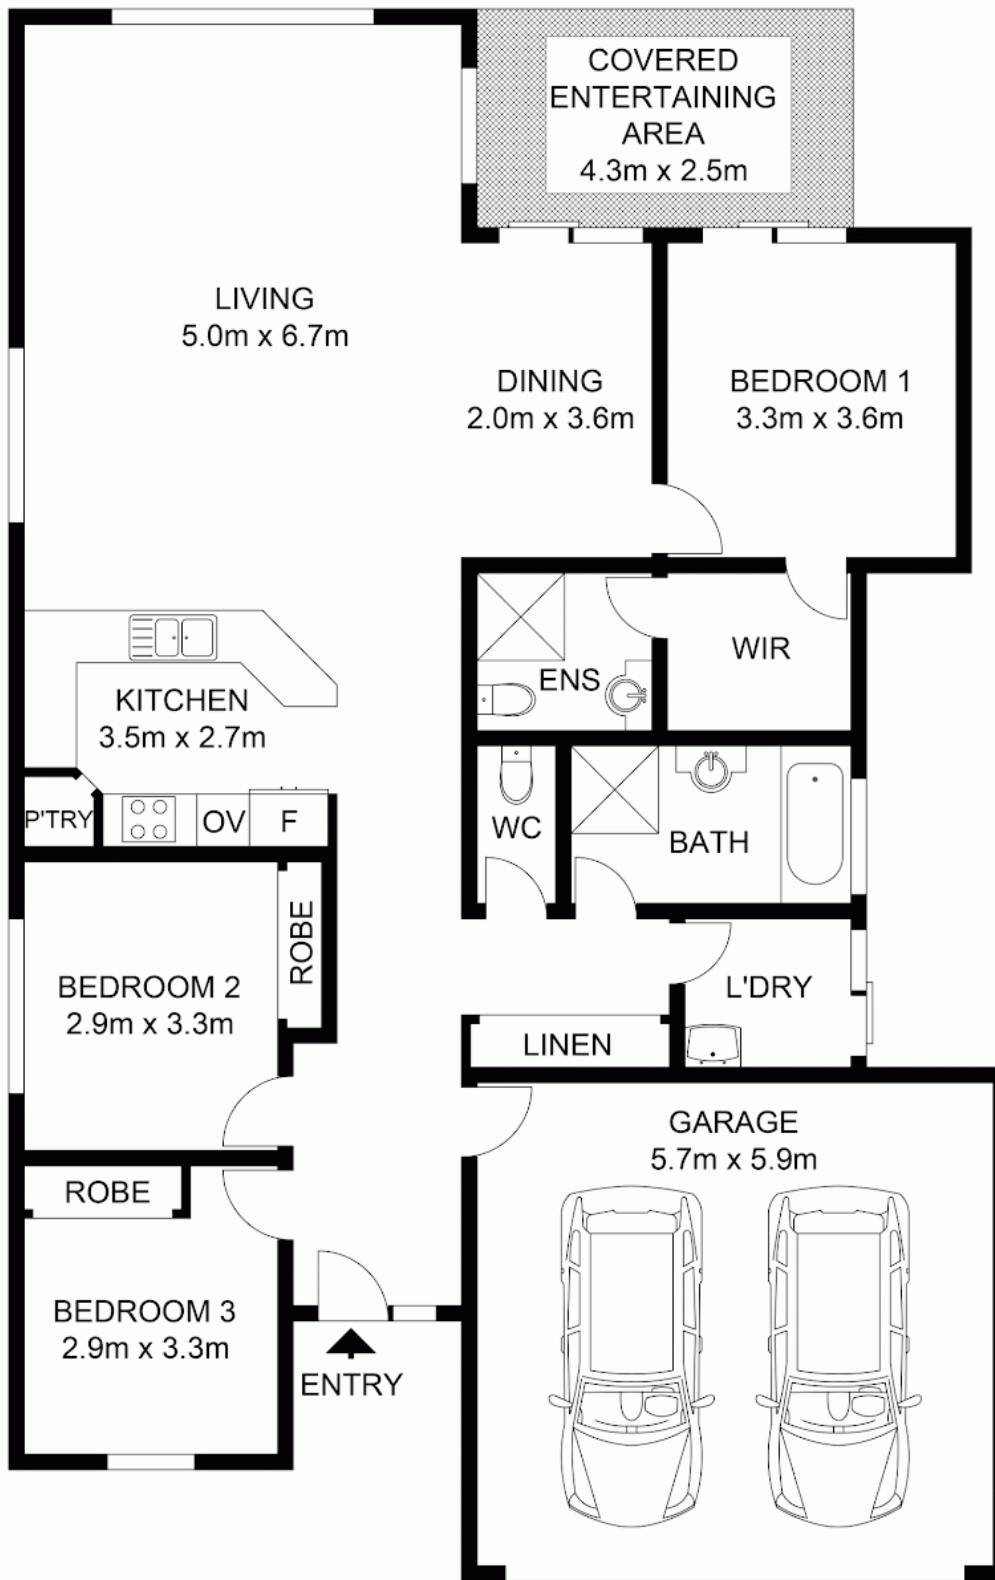 COVERED
ENTERTAINING
AREA
4.3m x 2.5m
LIVING
5.0m x 6.7m
DINING
2.0m x 3.6m
BEDROOM 1
3.3m x 3.6m
WIR
ENS
KITCHEN
3.5m x 2.7m
P'TRY
OV
F
WC
BATH
ROBE
BEDROOM 2
2.9m x 3.3m
L'DRY
LINEN
GARAGE
5.7m x 5.9m
ROBE
BEDROOM 3
2.9m x 3.3m
ENTRY